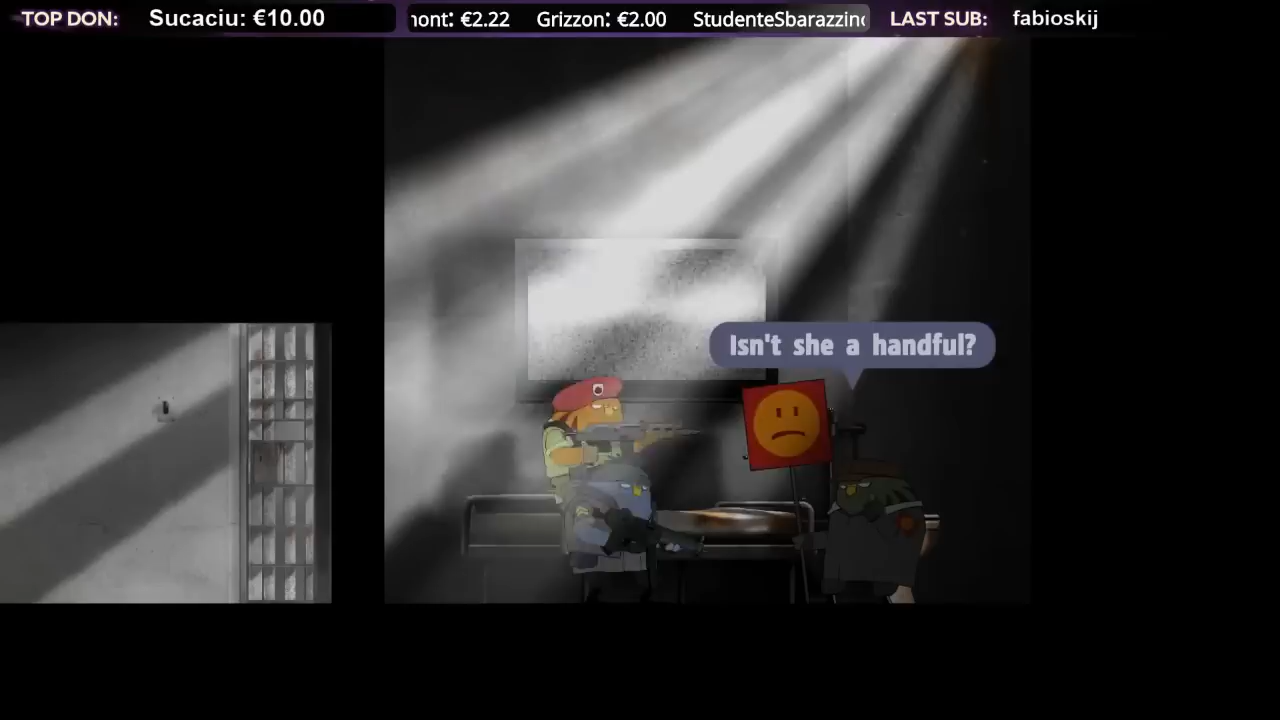 TOP DON: Sucaciu: €10.00 nont: €2.22 Grizzon: €2.00 StudenteSbarazzino LAST SUB: fabioskij
Isn't she a handful?